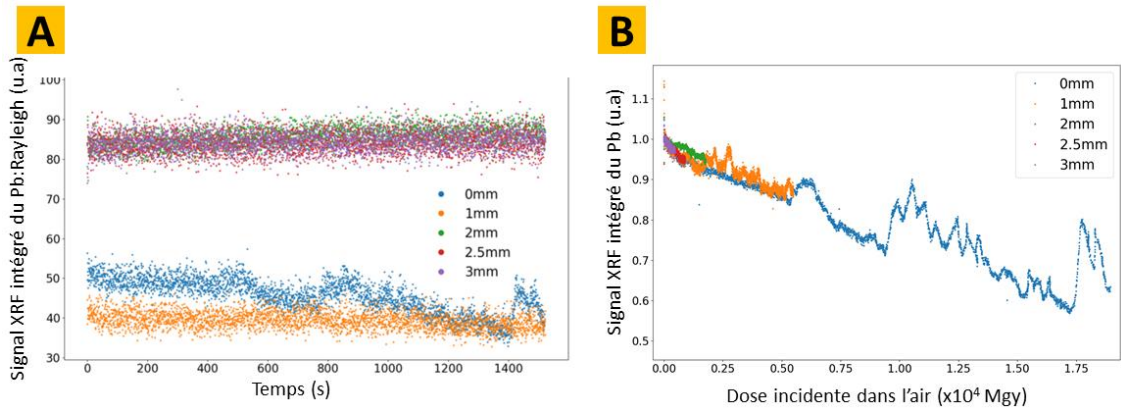 A
Signal XRF intégré du Pb:Rayleigh (u.a)
100
90
80
70
60
50
40
30
0mm
1mm
2mm
2.5mm
3mm
0 200 400 600 800 1000 1200 1400
Temps (s)
B
Signal XRF intégré du Pb (u.a)
1.1
1.0
0.9
0.8
0.7
0.6
0.5
0mm
1mm
2mm
2.5mm
3mm
0.00 0.25 0.50 0.75 1.00 1.25 1.50 1.75
Dose incidente dans l’air (x10⁴ Mgy)